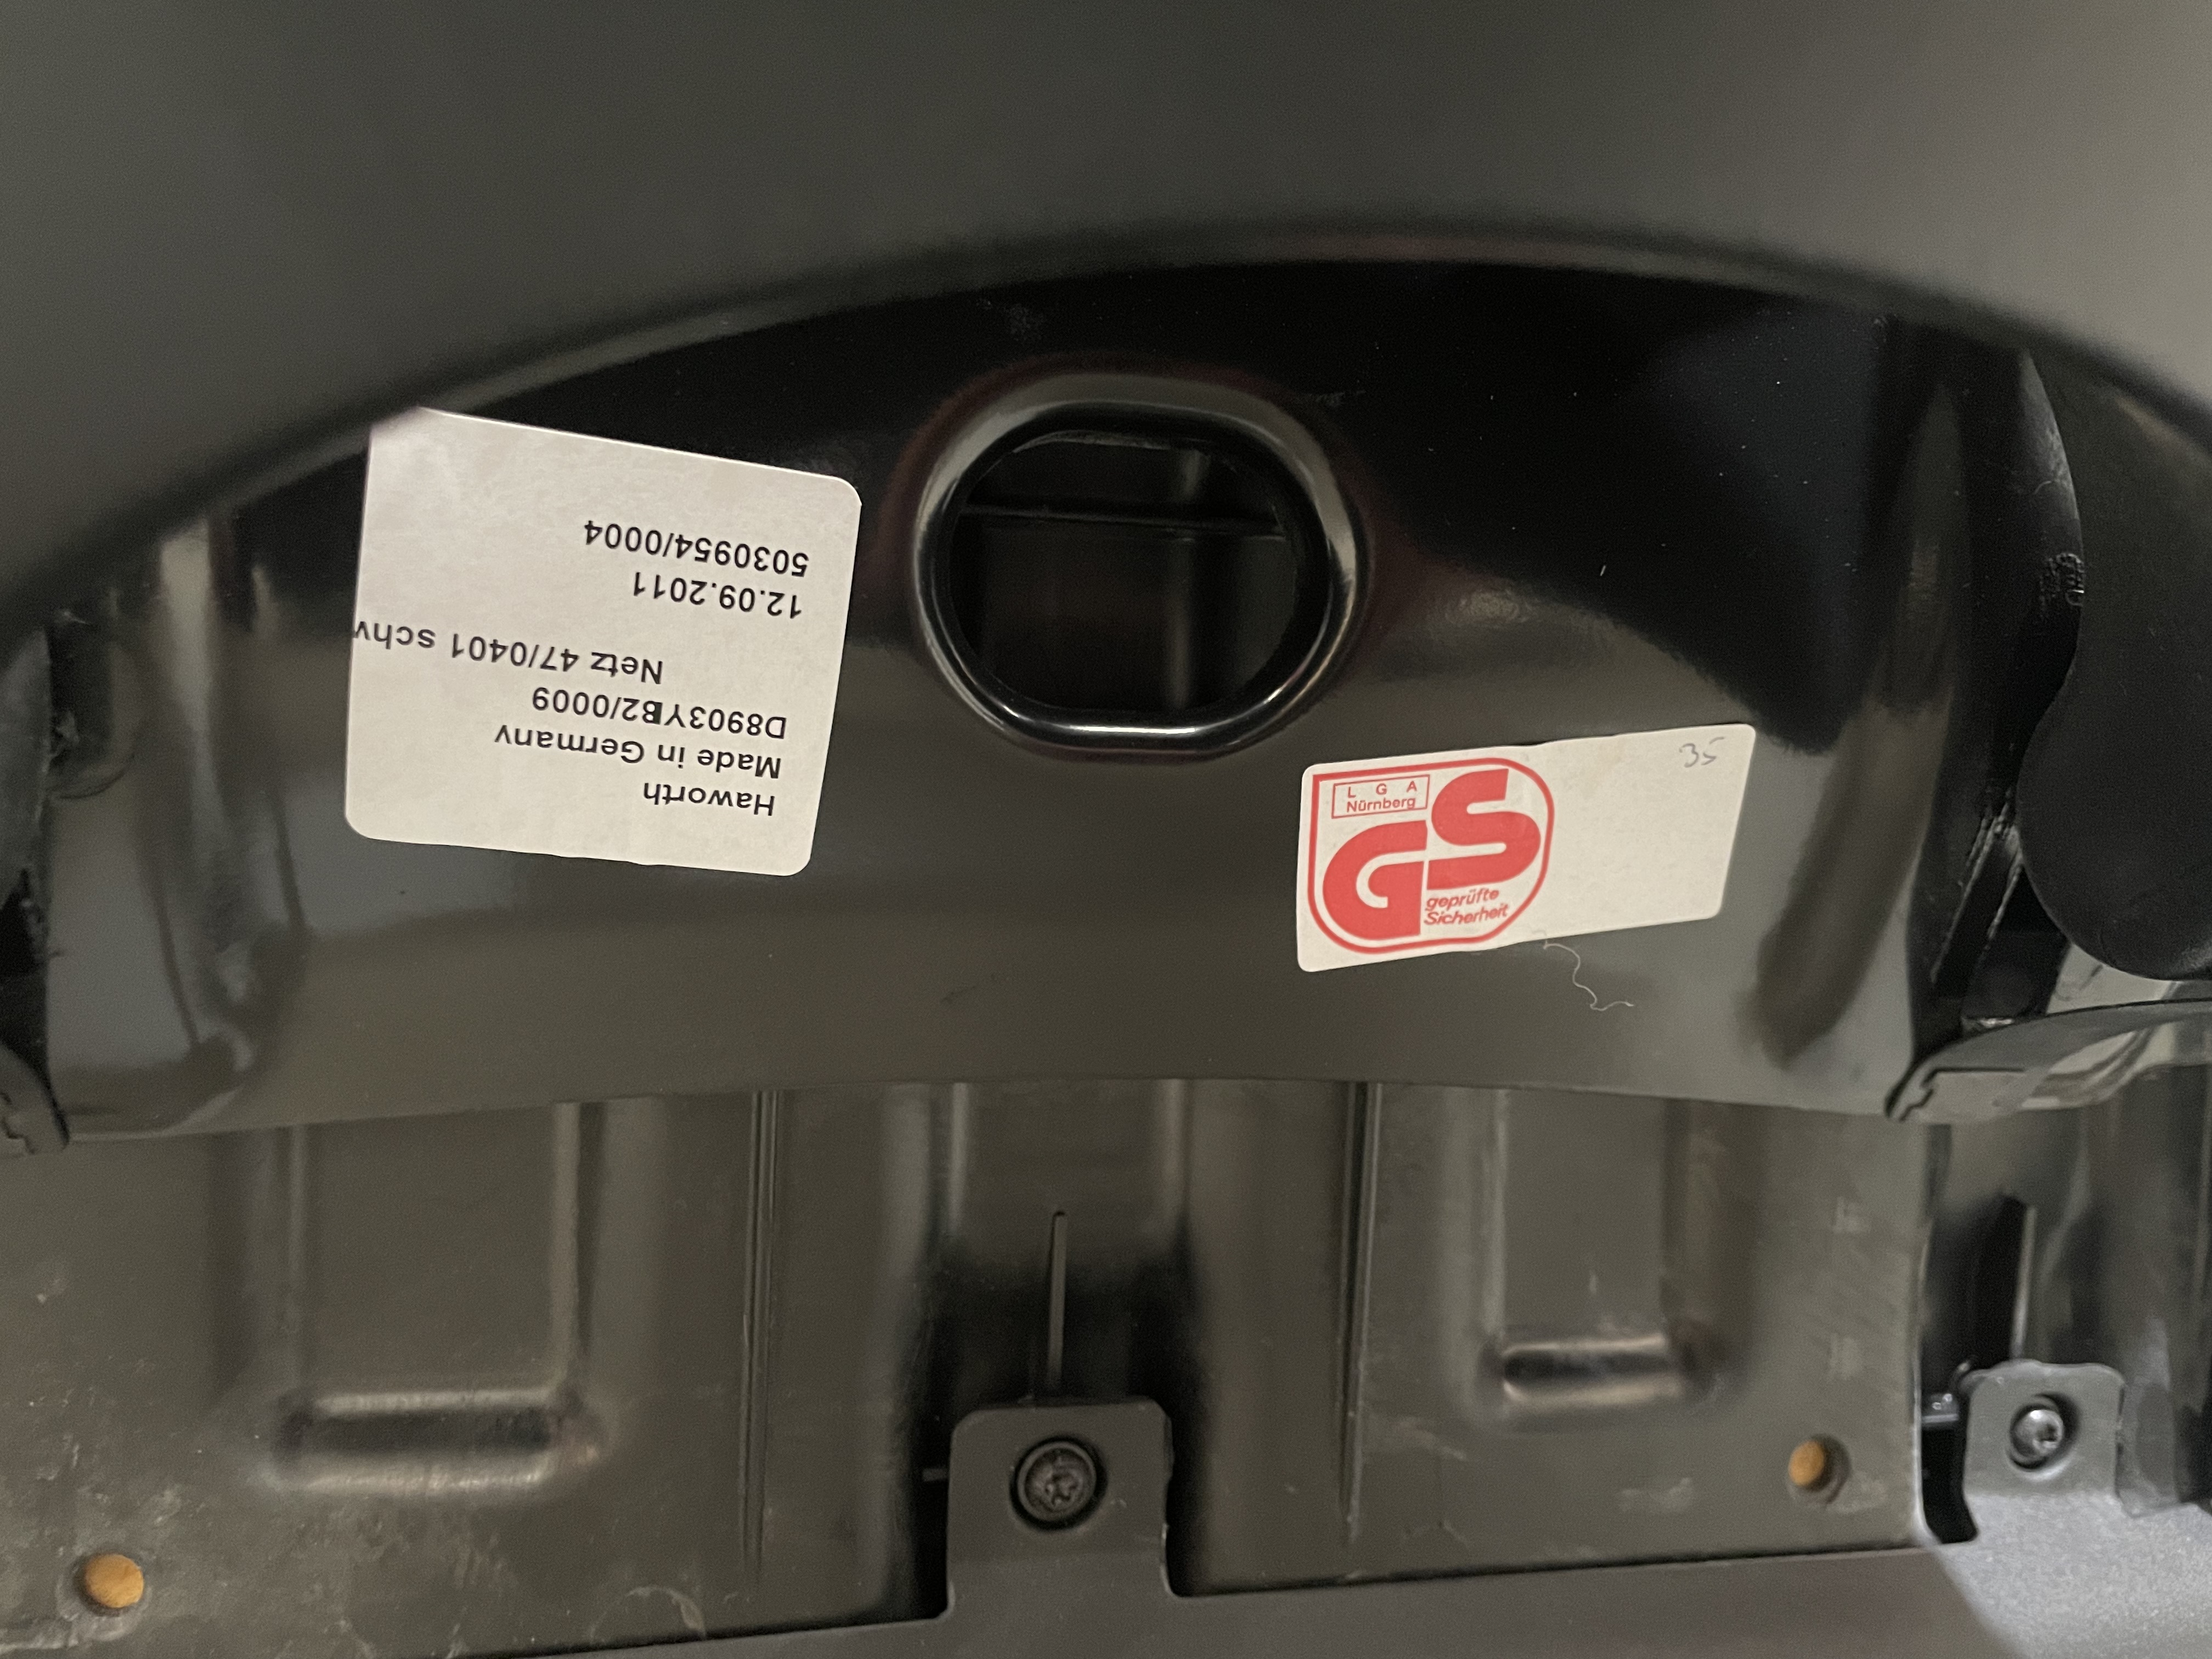 Haworth
Made in Germany
D8903YB2/0009
Netz 47/0401 schw
12.09.2011
5030954/0004
L G A
Nürnberg
GS
geprüfte
Sicherheit
35